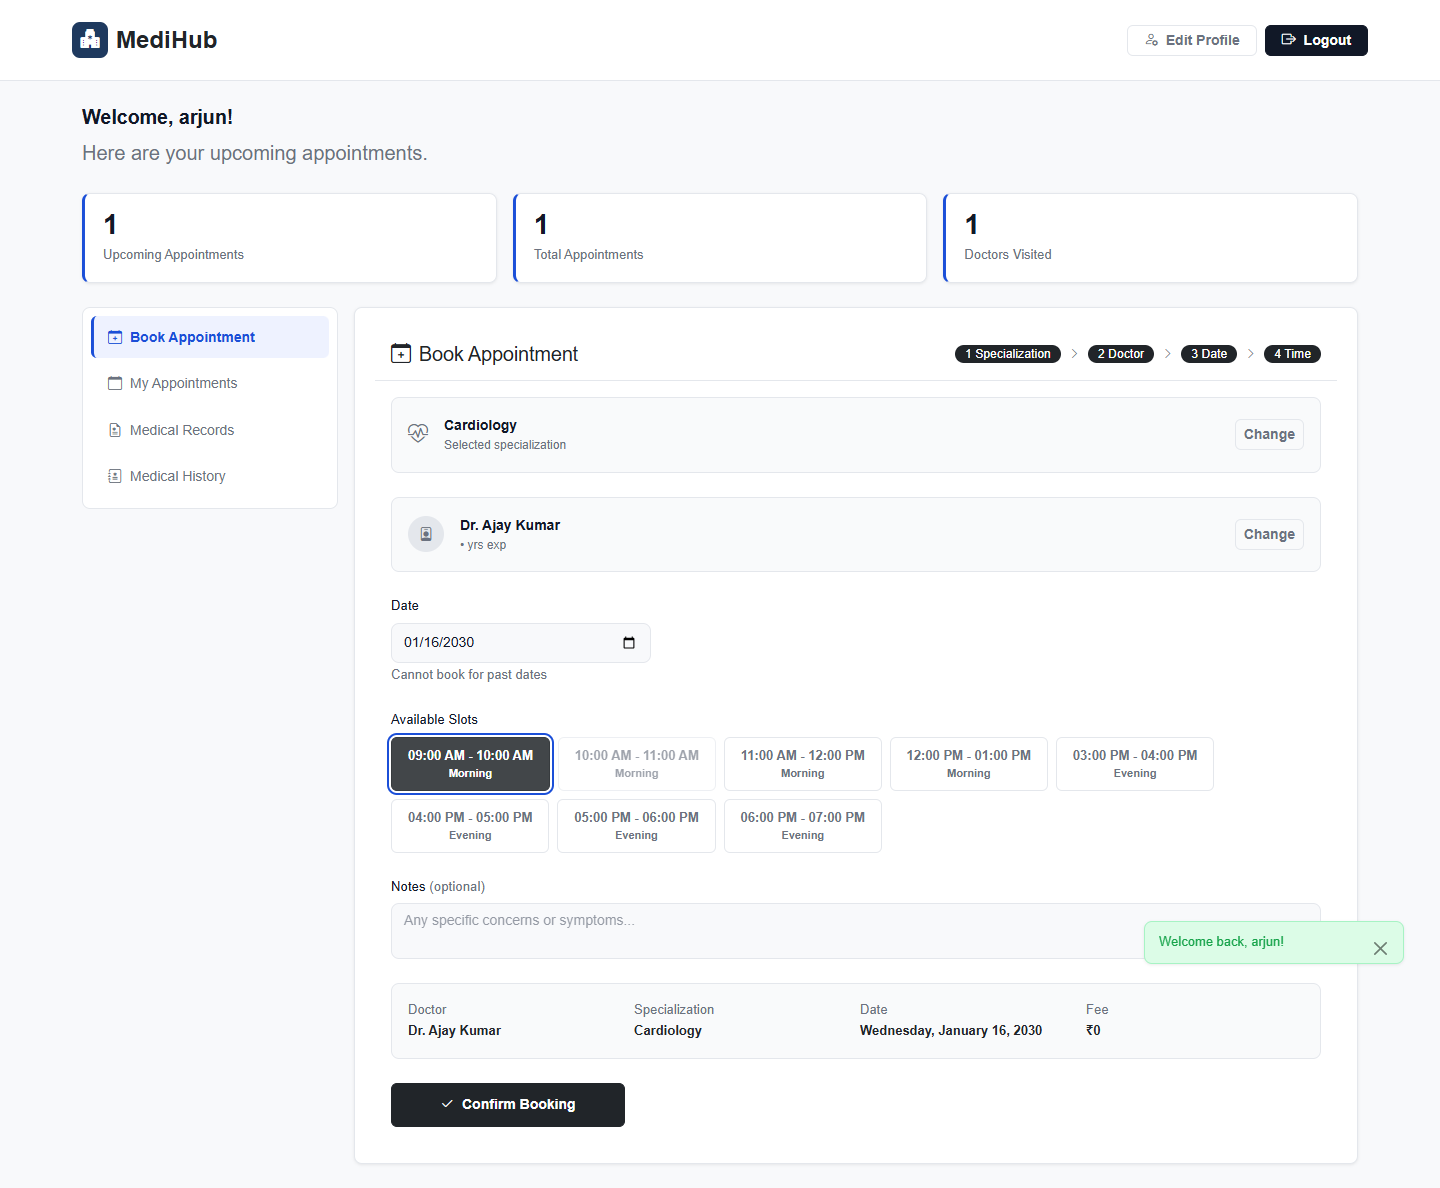 MediHub
Edit Profile
Logout
Welcome, arjun!
Here are your upcoming appointments.
1
Upcoming Appointments
1
Total Appointments
1
Doctors Visited
Book Appointment
My Appointments
Medical Records
Medical History
Book Appointment
1 Specialization
2 Doctor
3 Date
4 Time
Cardiology
Selected specialization
Change
Dr. Ajay Kumar
• yrs exp
Change
Date
01/16/2030
Cannot book for past dates
Available Slots
09:00 AM - 10:00 AM
Morning
10:00 AM - 11:00 AM
Morning
11:00 AM - 12:00 PM
Morning
12:00 PM - 01:00 PM
Morning
03:00 PM - 04:00 PM
Evening
04:00 PM - 05:00 PM
Evening
05:00 PM - 06:00 PM
Evening
06:00 PM - 07:00 PM
Evening
Notes (optional)
Any specific concerns or symptoms...
Welcome back, arjun!
Doctor
Dr. Ajay Kumar
Specialization
Cardiology
Date
Wednesday, January 16, 2030
Fee
₹0
Confirm Booking